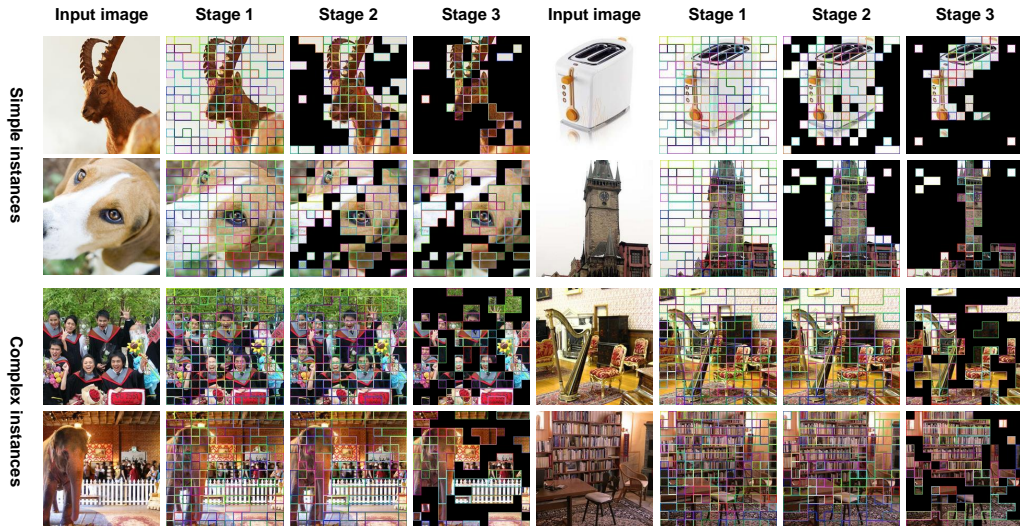 Input image Stage 1 Stage 2 Stage 3 Input image Stage 1 Stage 2 Stage 3
Simple instances
Complex instances